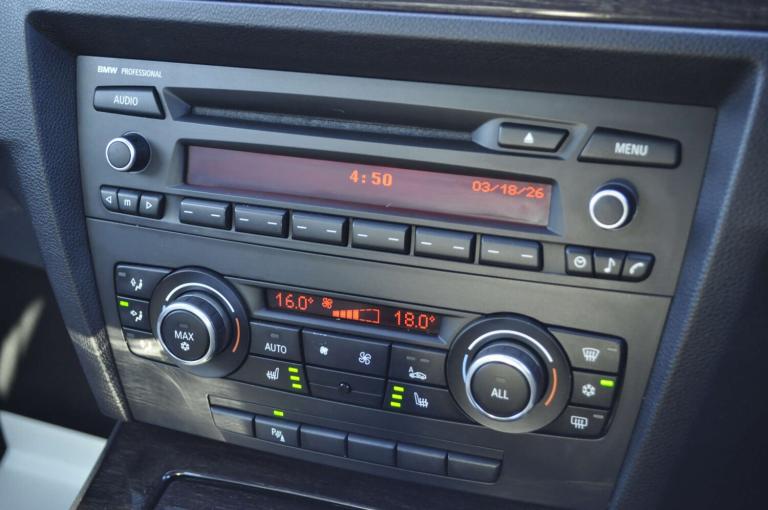 BMW PROFESSIONAL
AUDIO
MENU
4:50
03/18/26
m
16.0°
18.0°
MAX
AUTO
A
ALL
P